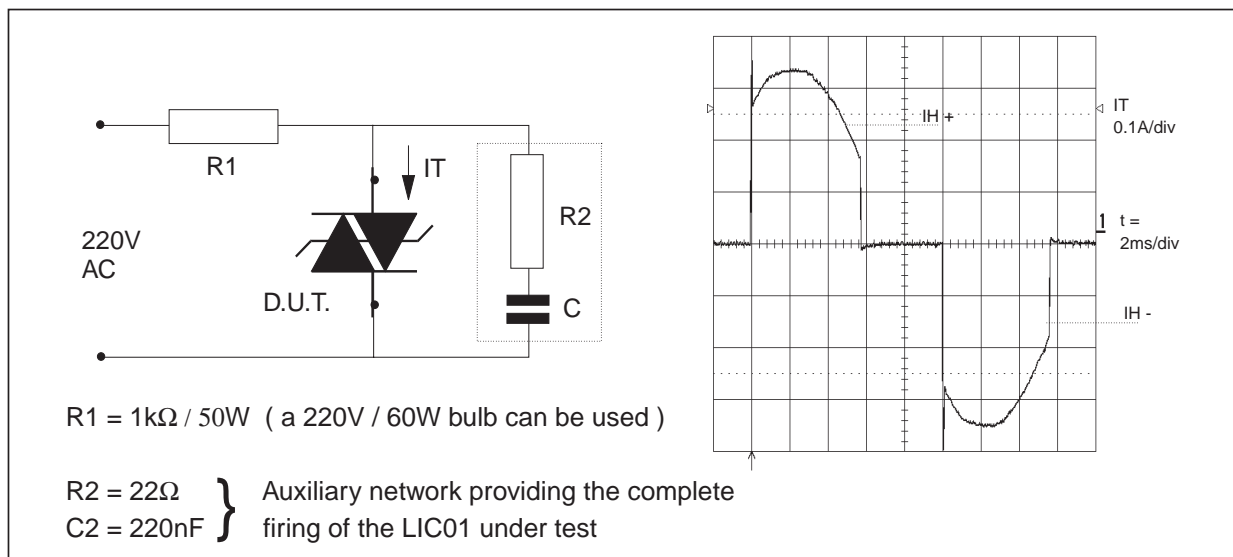 R1
IT
R2
220V
AC
D.U.T.
C
IH +
IT
0.1A/div
1
t =
2ms/div
IH -
R1 = 1kΩ / 50W ( a 220V / 60W bulb can be used )
R2 = 22Ω
C2 = 220nF
} Auxiliary network providing the complete
firing of the LIC01 under test